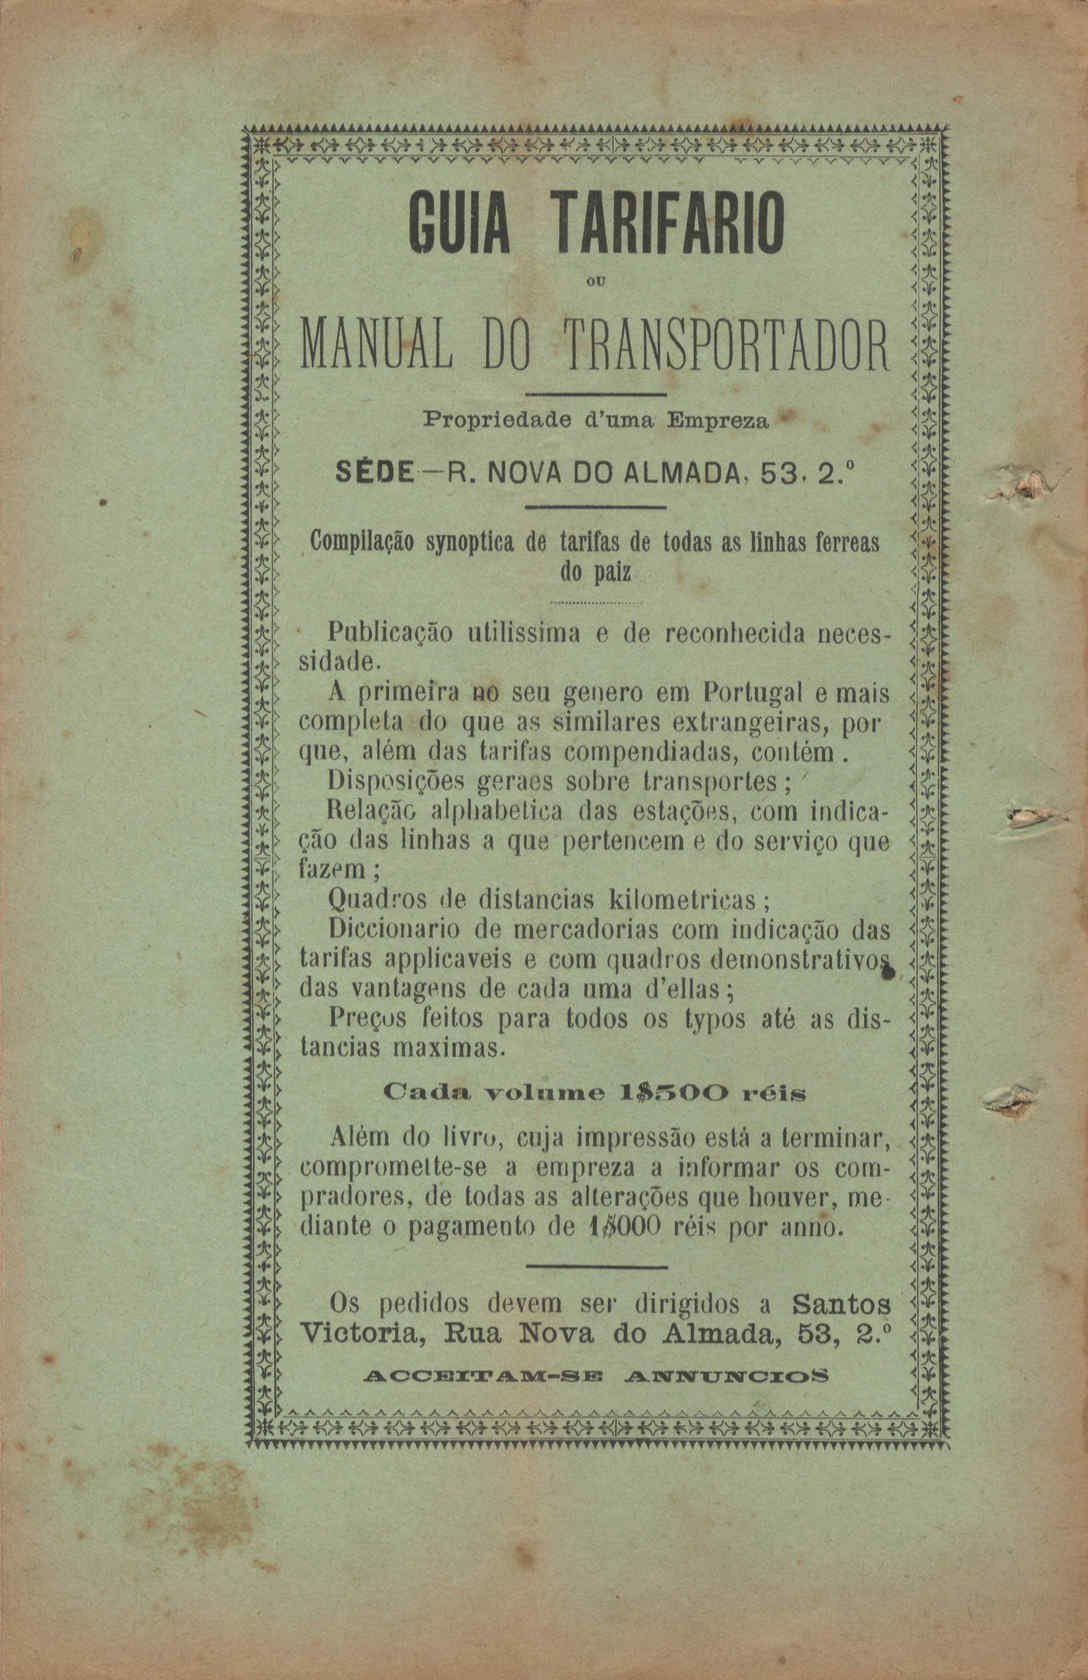 GUIA TARIFARIO
OU
MANUAL DO TRANSPORTADOR
Propriedade d'uma Empreza
SÉDE—R. NOVA DO ALMADA, 53, 2.º
Compilação synoptica de tarifas de todas as linhas ferreas
do paiz
Publicação utilissima e de reconhecida neces-
sidade.
A primeira no seu genero em Portugal e mais
completa do que as similares extrangeiras, por
que, além das tarifas compendiadas, contém.
Disposições geraes sobre transportes;
Relação alphabetica das estações, com indica-
ção das linhas a que pertencem e do serviço que
fazem;
Quadros de distancias kilometricas;
Diccionario de mercadorias com indicação das
tarifas applicaveis e com quadros demonstrativos
das vantagens de cada uma d'ellas;
Preços feitos para todos os typos até as dis-
tancias maximas.
Cada volume 1$500 réis
Além do livro, cuja impressão está a terminar,
compromette-se a empreza a informar os com-
pradores, de todas as alterações que houver, me-
diante o pagamento de 1$000 réis por anno.
Os pedidos devem ser dirigidos a Santos
Victoria, Rua Nova do Almada, 53, 2.º
ACCEITAM-SE ANNUNCIOS